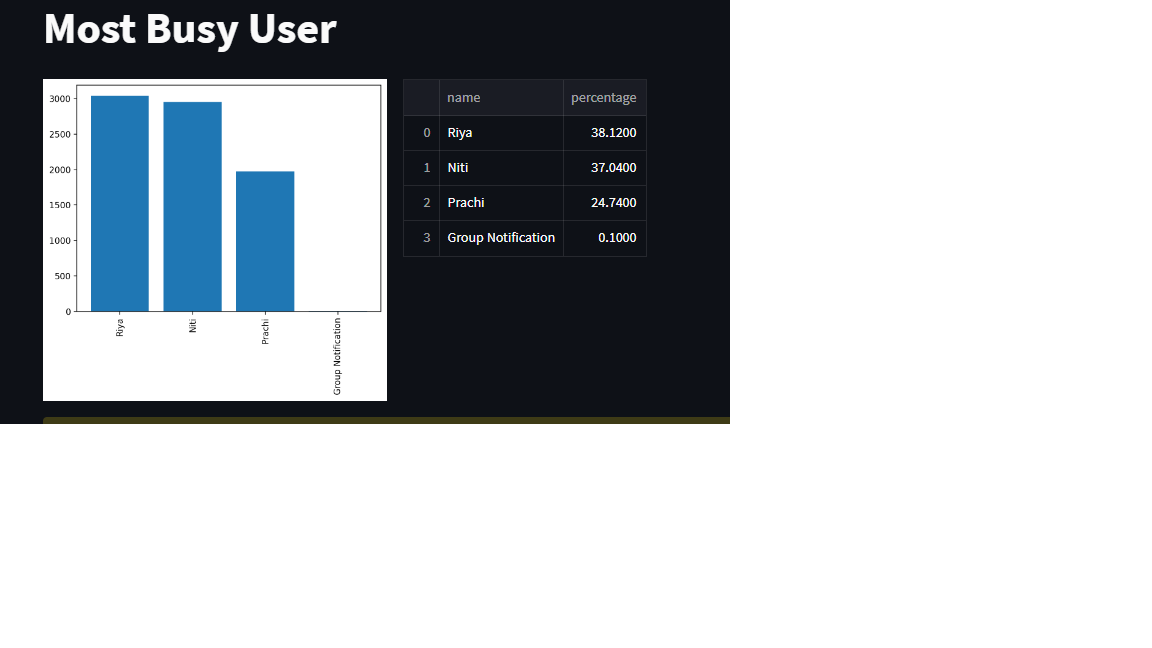 Most Busy User
3000
2500
2000
1500
1000
500
0
Riya
Niti
Prachi
Group Notification
name percentage
0 Riya 38.1200
1 Niti 37.0400
2 Prachi 24.7400
3 Group Notification 0.1000